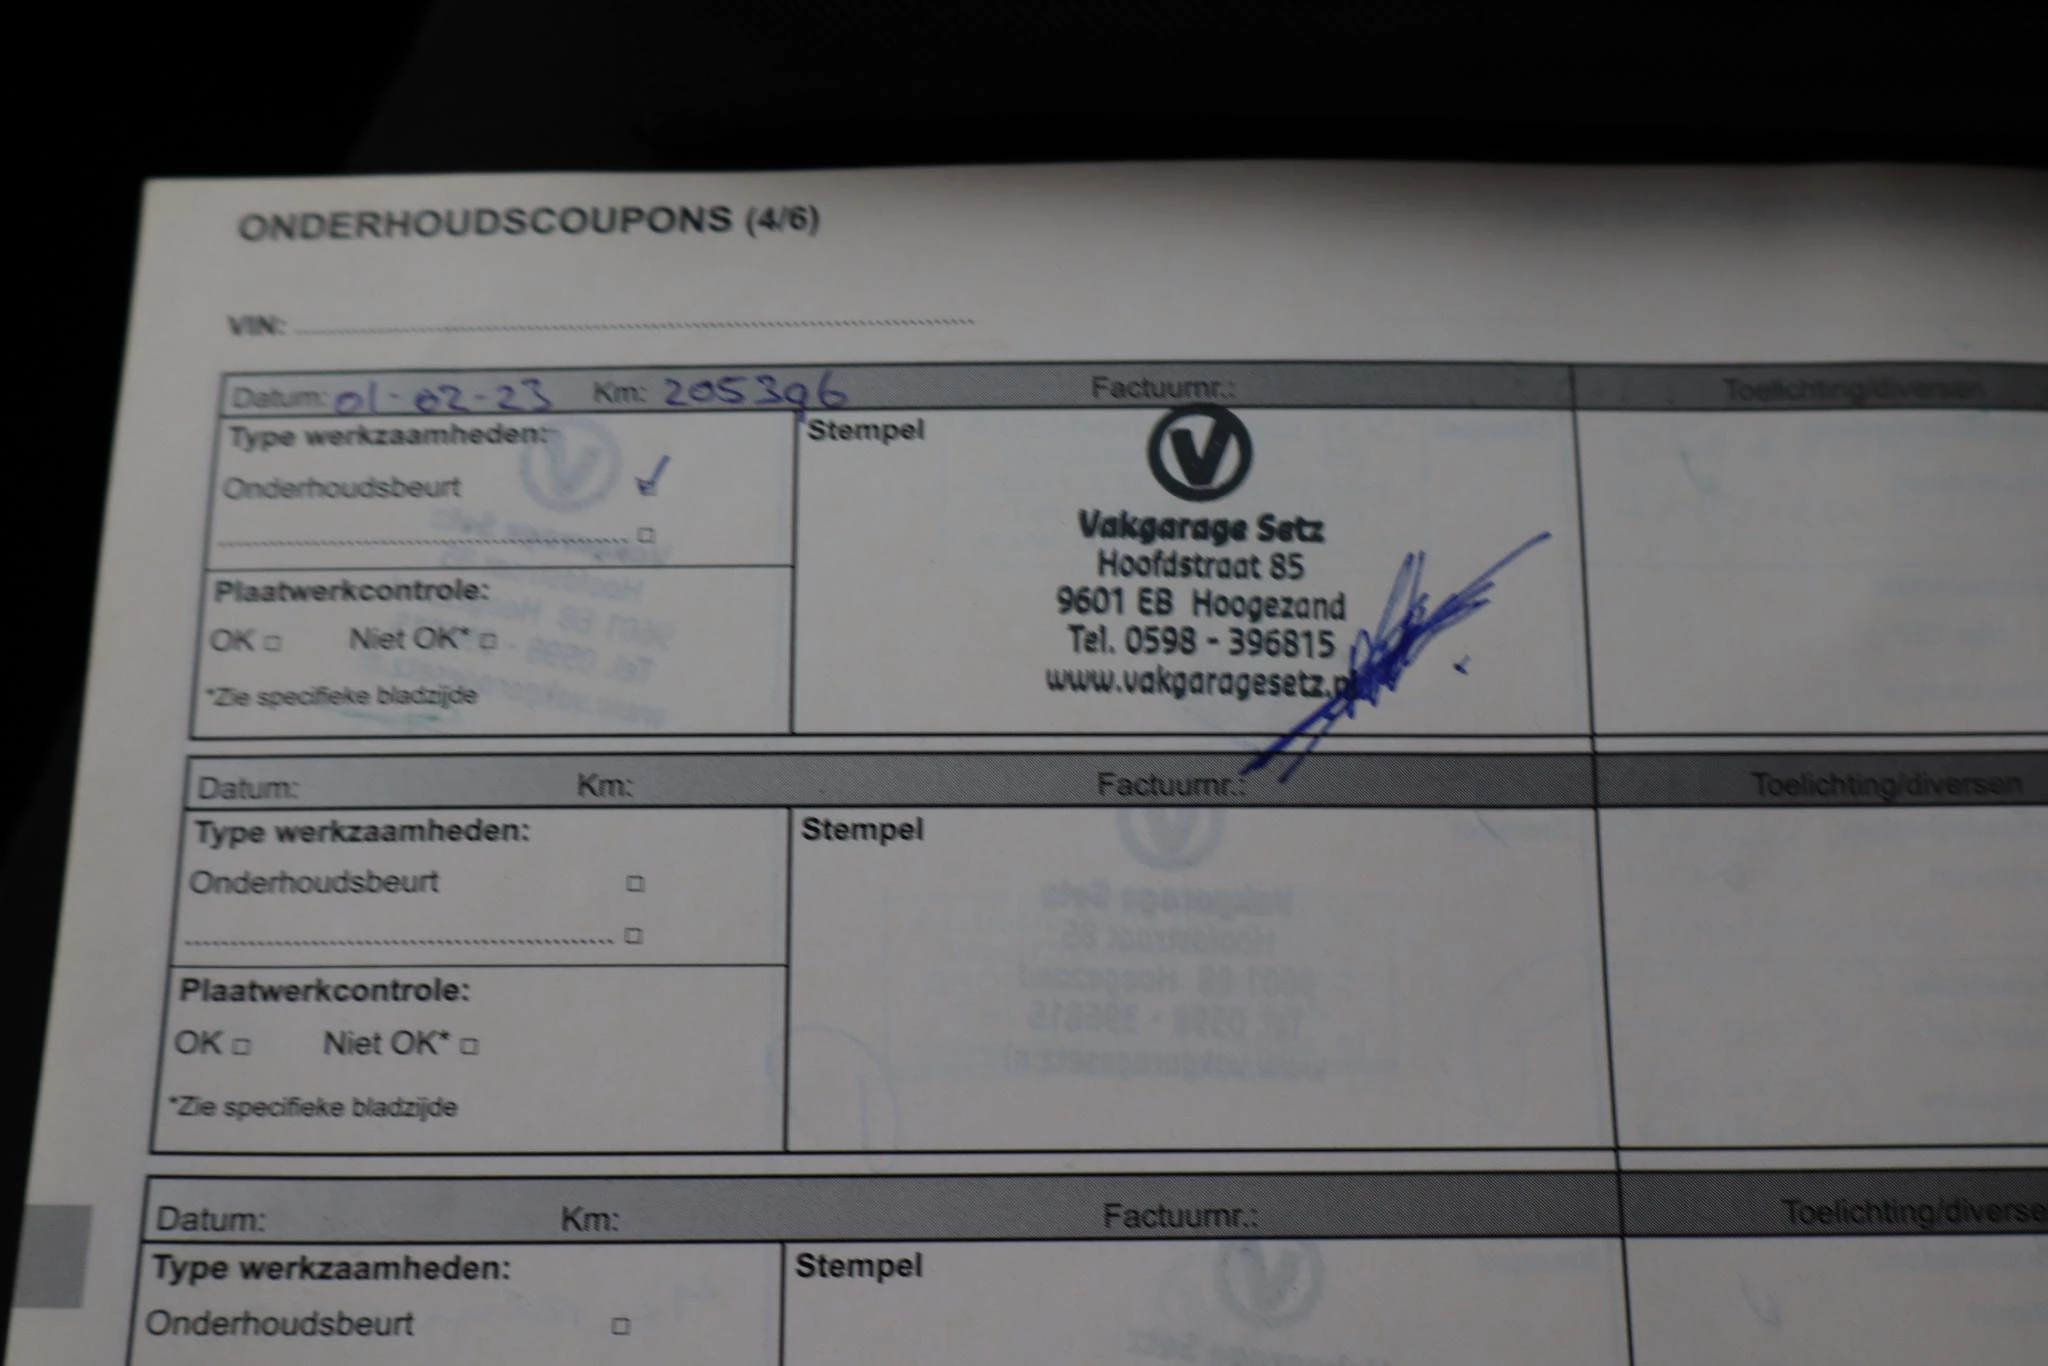 ONDERHOUDSCOUPONS (4/6)
VIN:
Datum: 01-02-23 Km: 205396 Factuurnr.: Toelichting/diversen
Type werkzaamheden:
Stempel
Onderhoudsbeurt
Vakgarage Setz
Hoofdstraat 85
9601 EB Hoogezand
Tel. 0598 - 396815
www.vakgaragesetz.nl
Plaatwerkcontrole:
OK Niet OK*
*Zie specifieke bladzijde
Datum: Km: Factuurnr.: Toelichting/diversen
Type werkzaamheden:
Stempel
Onderhoudsbeurt
Plaatwerkcontrole:
OK Niet OK*
*Zie specifieke bladzijde
Datum: Km: Factuurnr.: Toelichting/diverse
Type werkzaamheden:
Stempel
Onderhoudsbeurt